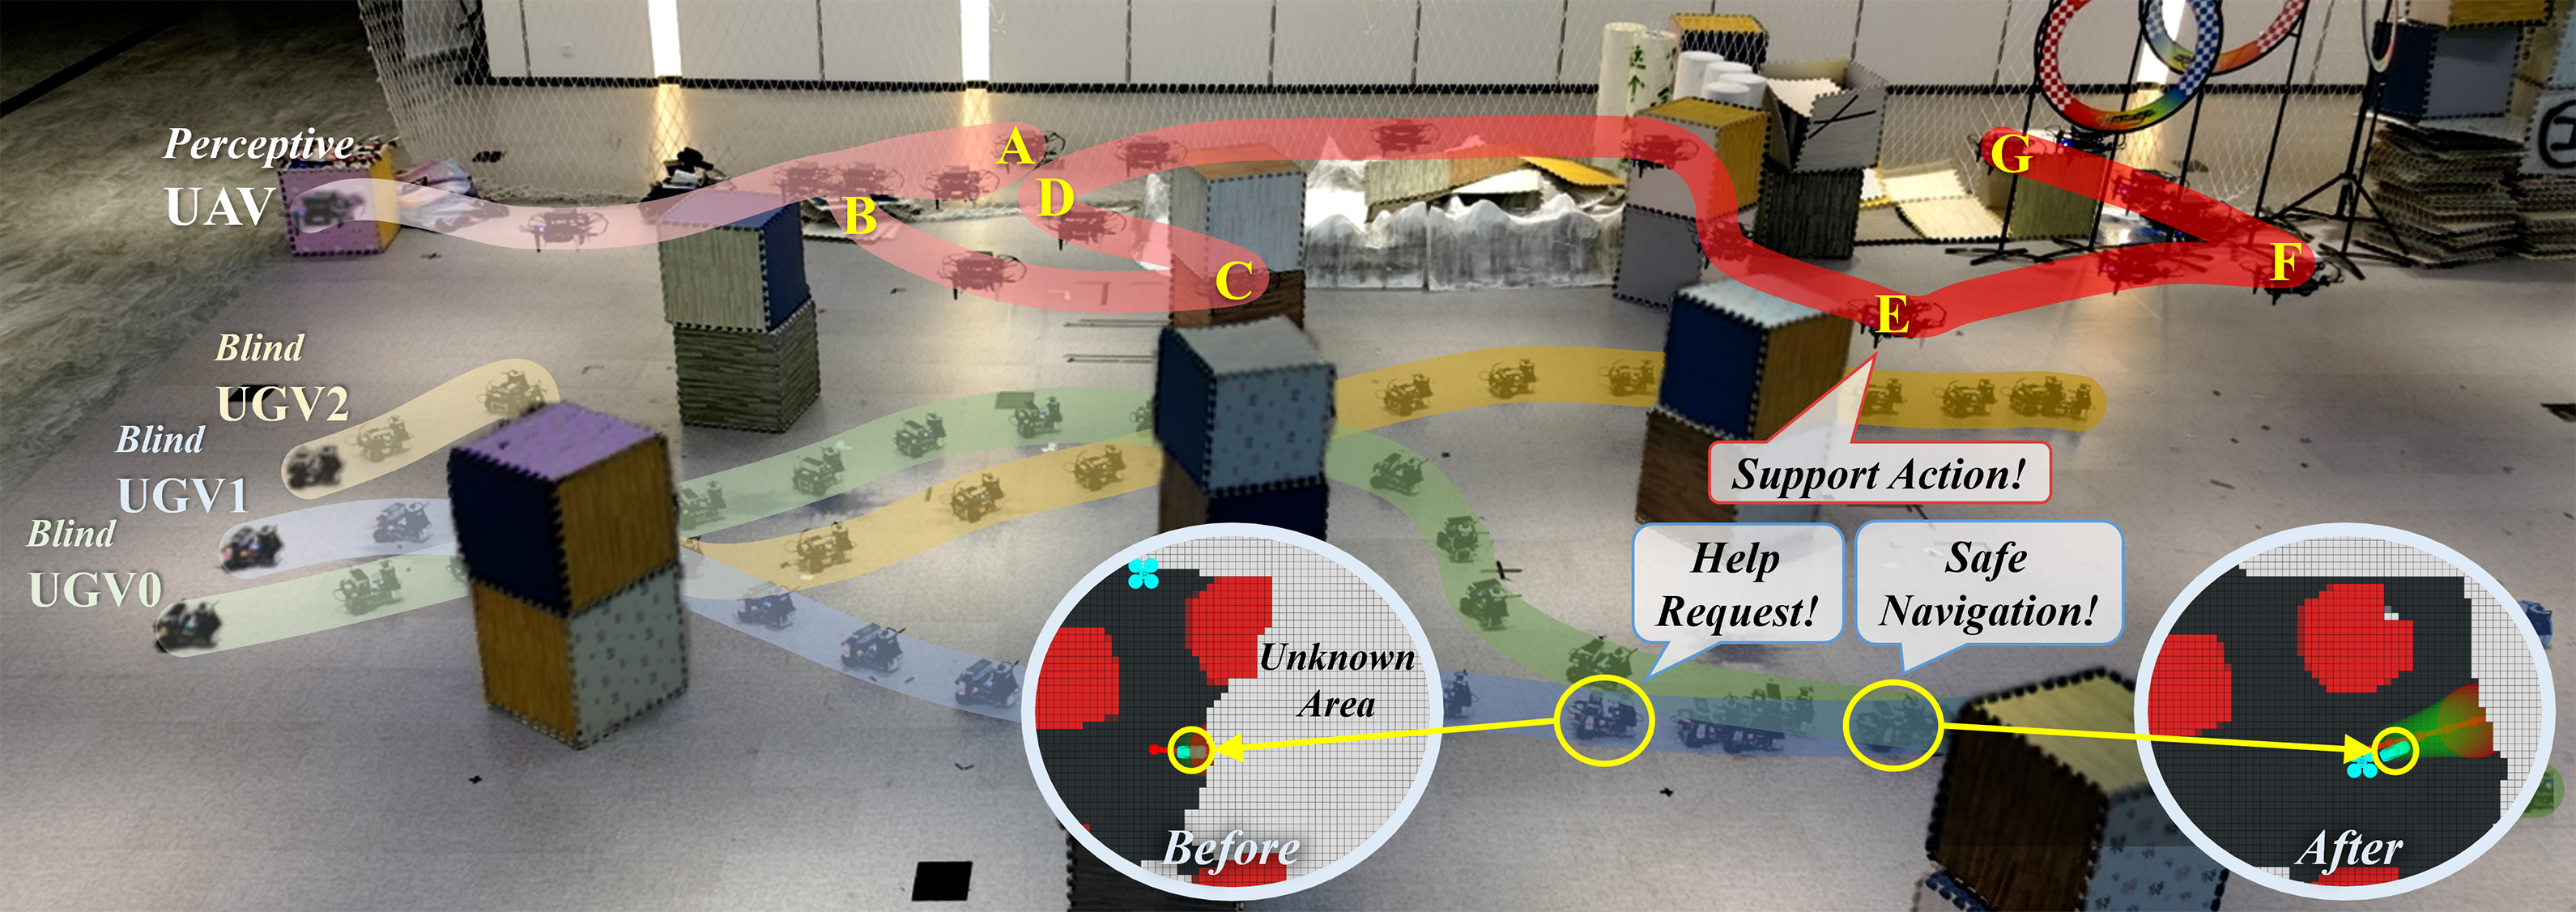 Perceptive
UAV
A
B
C
D
E
F
G
Blind
UGV2
Blind
UGV1
Blind
UGV0
Support Action!
Help
Request!
Safe
Navigation!
Unknown
Area
Before
After